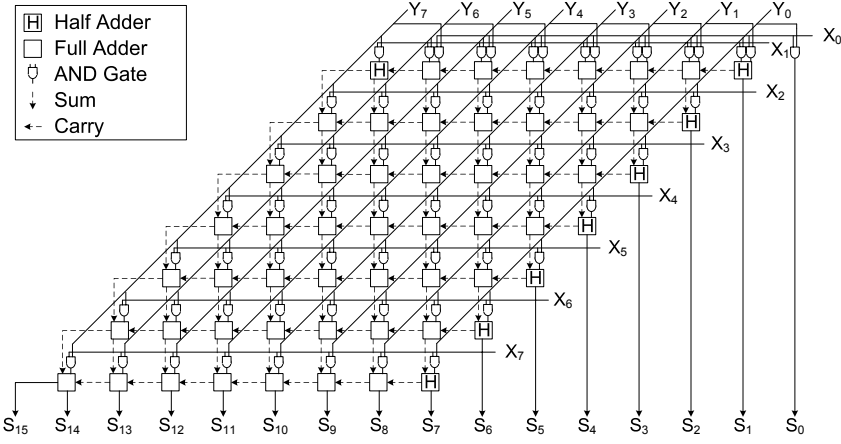 Y7 Y6 Y5 Y4 Y3 Y2 Y1 Y0
H Half Adder
X0
Full Adder
X1
H H
AND Gate
X2
Sum
H
Carry
X3
H
X4
H
X5
H
X6
H
X7
H
S15 S14 S13 S12 S11 S10 S9 S8 S7 S6 S5 S4 S3 S2 S1 S0